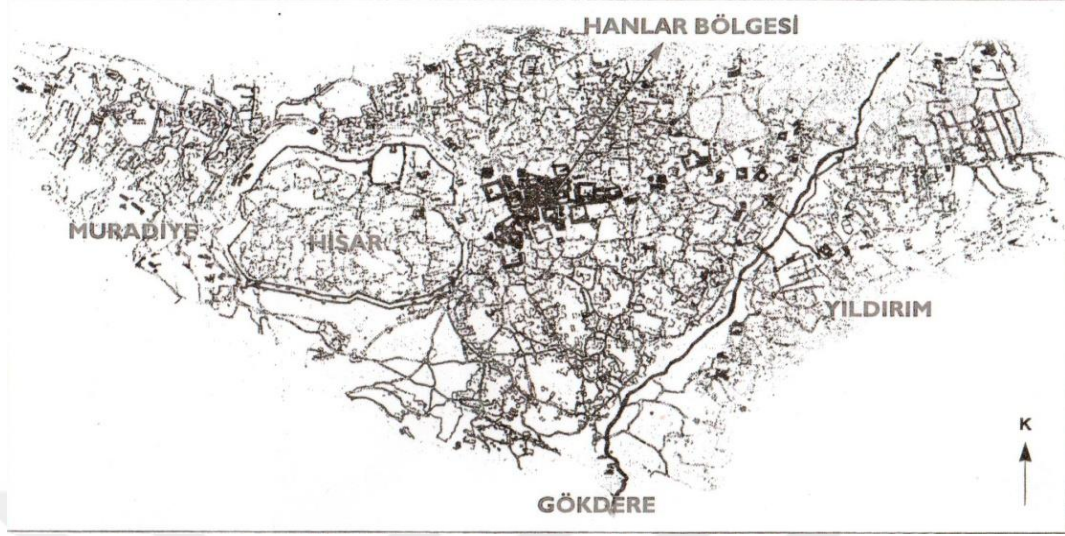 HANLAR BÖLGESİ
MURADİYE
HİSAR
YILDIRIM
K
GÖKDERE